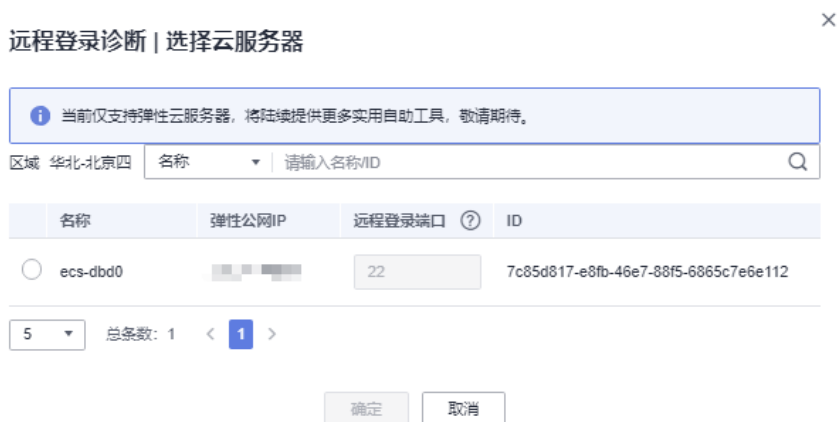 远程登录诊断 | 选择云服务器
当前仅支持弹性云服务器，将陆续提供更多实用自助工具，敬请期待。
区域 华北-北京四 名称 请输入名称/ID
名称 弹性公网IP 远程登录端口 ? ID
ecs-dbd0 22 7c85d817-e8fb-46e7-88f5-6865c7e6e112
5 总条数：1 < 1 >
确定 取消